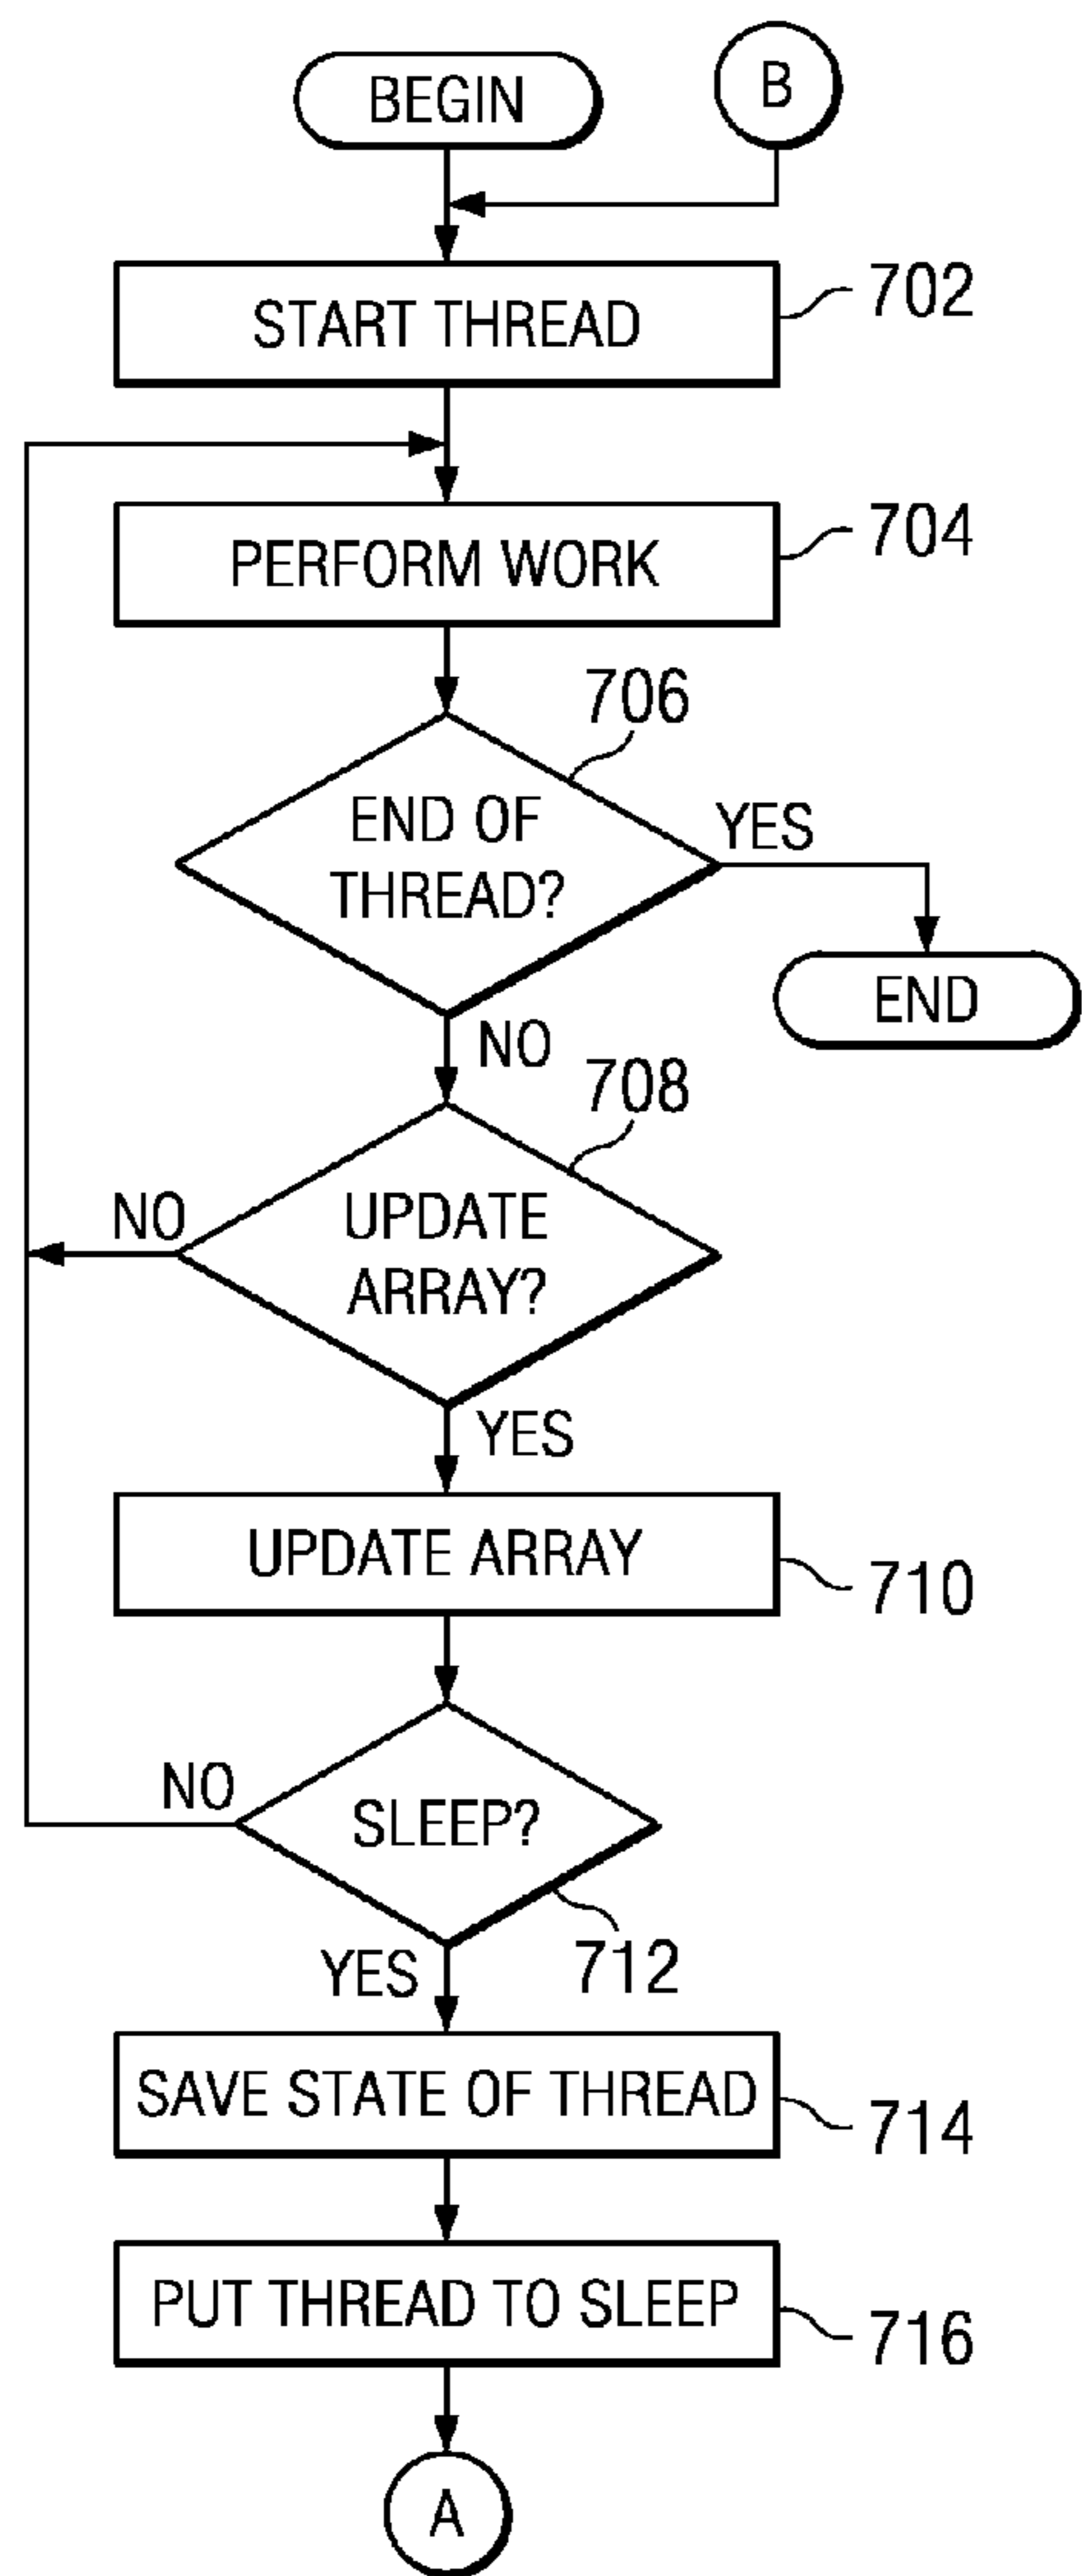 BEGIN
B
START THREAD
702
PERFORM WORK
704
706
END OF
THREAD?
YES
END
NO
708
NO
UPDATE
ARRAY?
YES
UPDATE ARRAY
710
NO
SLEEP?
YES
712
SAVE STATE OF THREAD
714
PUT THREAD TO SLEEP
716
A